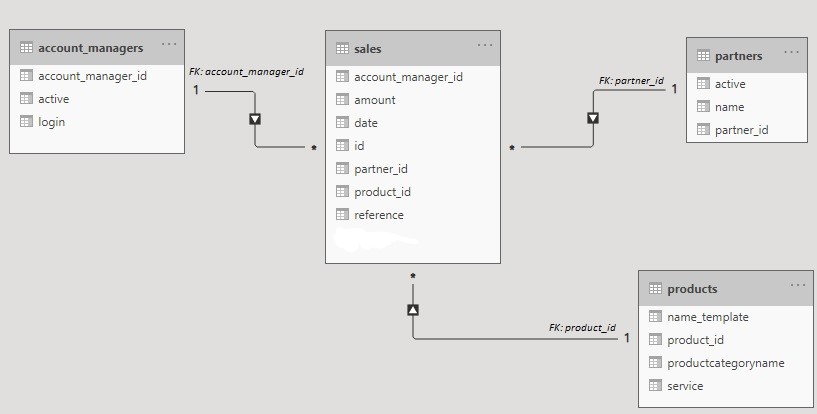 account_managers
account_manager_id
active
login
FK: account_manager_id
1
*
sales
account_manager_id
amount
date
id
partner_id
product_id
reference
*
FK: partner_id
1
partners
active
name
partner_id
*
FK: product_id
1
products
name_template
product_id
productcategoryname
service